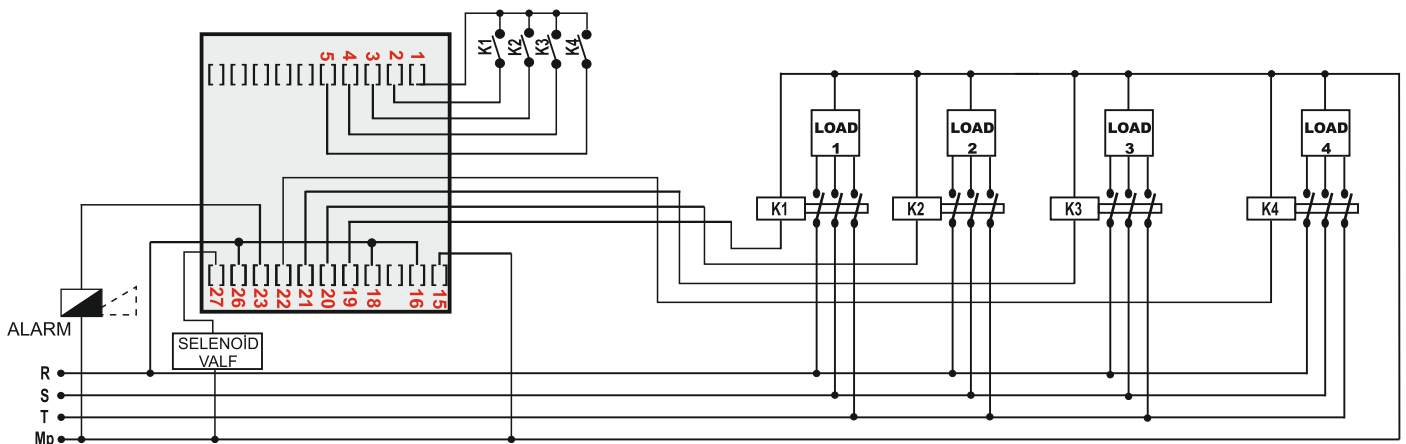 5 4 3 2 1
K1 K2 K3 K4
LOAD 1
LOAD 2
LOAD 3
LOAD 4
K1
K2
K3
K4
27 26 23 22 21 20 19 18 16 15
ALARM
SELENOİD
VALF
R
S
T
Mp